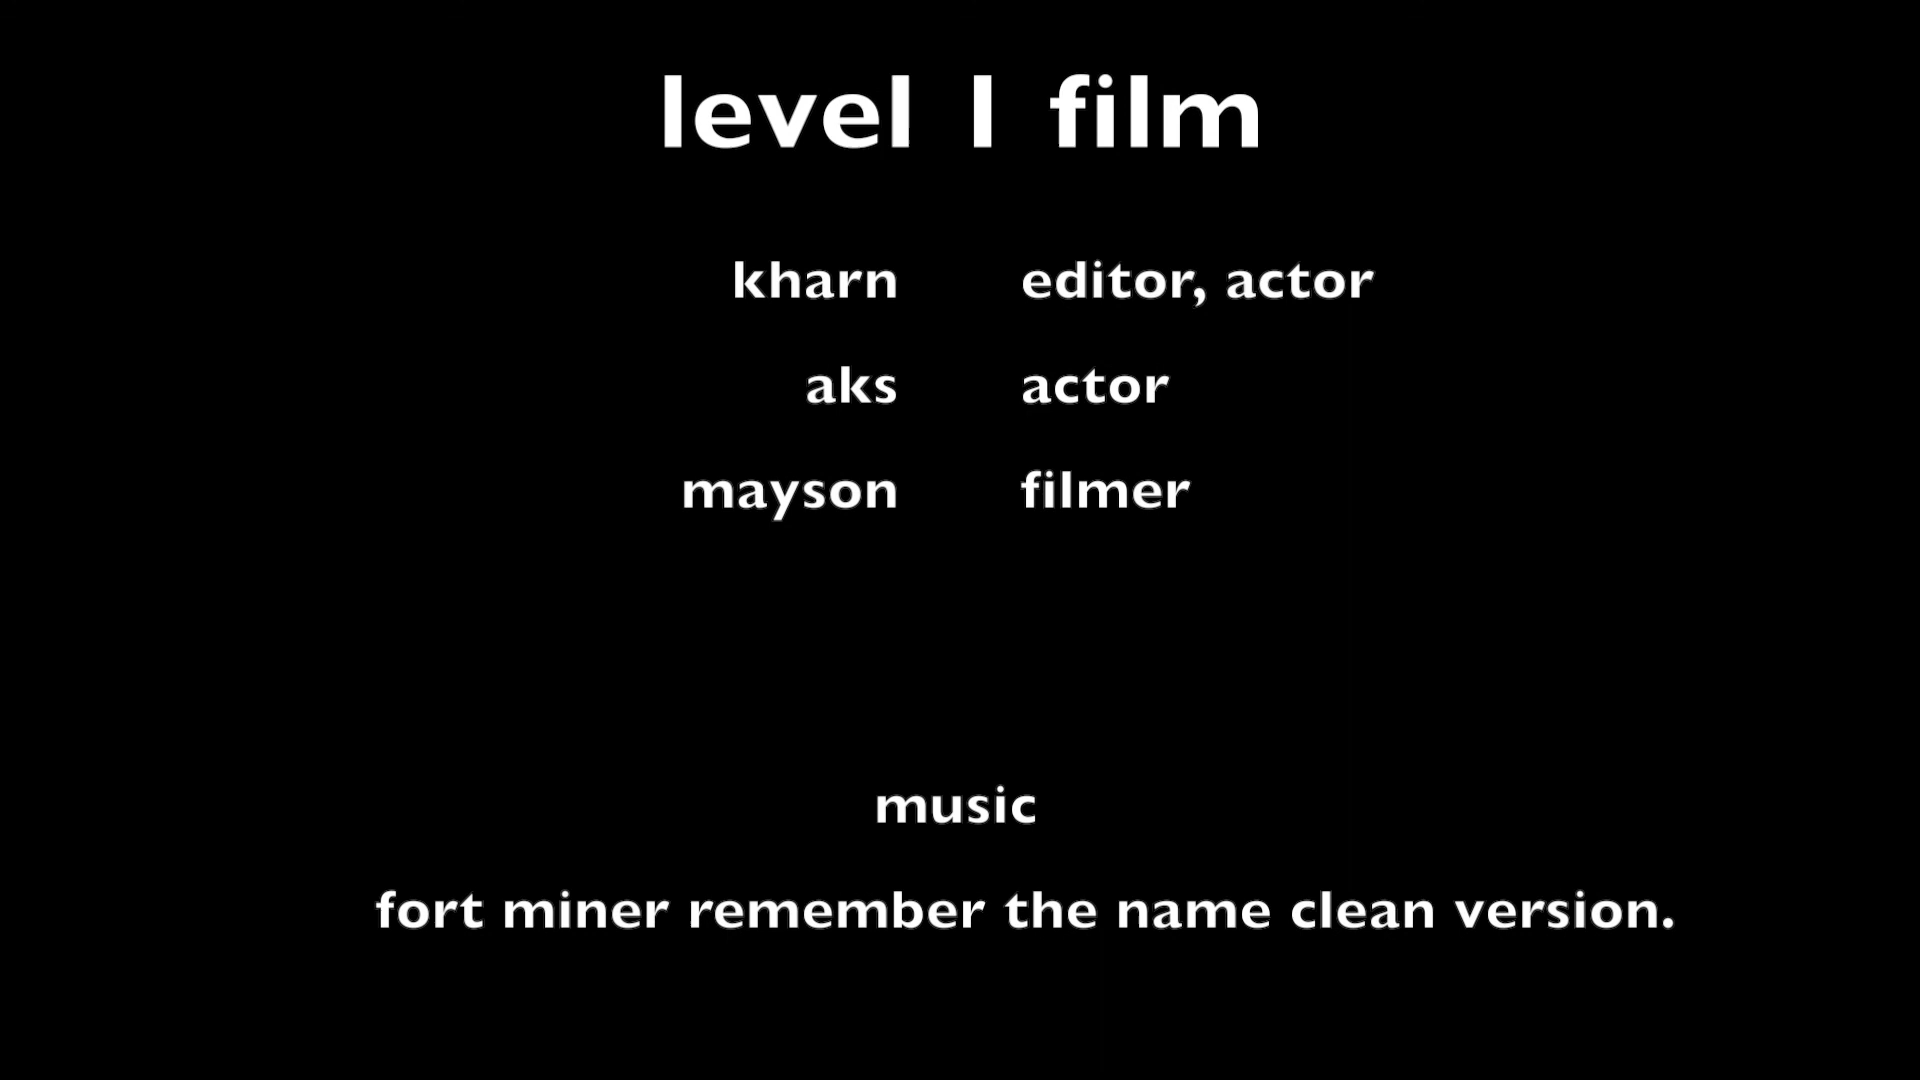 level 1 film
kharn editor, actor
aks actor
mayson filmer
music
fort miner remember the name clean version.